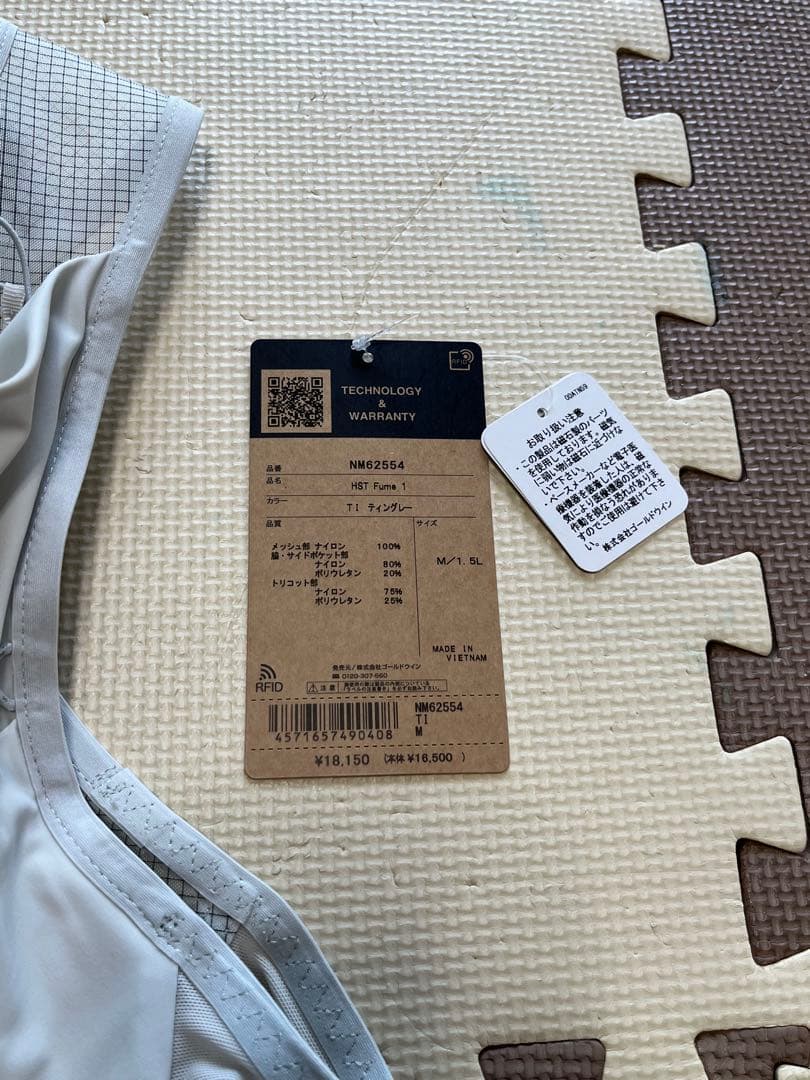 TECHNOLOGY
&
WARRANTY
RFID
品番 NM62554
品名 HST Fume 1
カラー TI ティングレー
品質 サイズ
メッシュ部 ナイロン 100%
脇・サイドポケット部
ナイロン 80%
ポリウレタン 20%
トリコット部
ナイロン 75%
ポリウレタン 25%
M/1.5L
MADE IN
VIETNAM
発売元/株式会社ゴールドウイン
0120-307-560
RFID
注意
NM62554
TI
M
4571657490408
¥18,150 (本体 ¥16,500 )
00ATN59
お取り扱い注意
・この製品は磁石製のパーツ
を使用しております。磁気
に弱い物は磁石に近づけな
いで下さい。
ペースメーカーなど電子医
療機器を装着した人は、磁
気により医療機器の正常な
作動を損なう恐れがありま
すのでご使用は避けて下さ
い。
株式会社ゴールドウイン